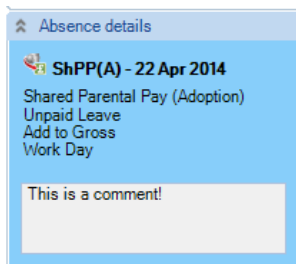 Absence details
ShPP(A) - 22 Apr 2014
Shared Parental Pay (Adoption)
Unpaid Leave
Add to Gross
Work Day
This is a comment!